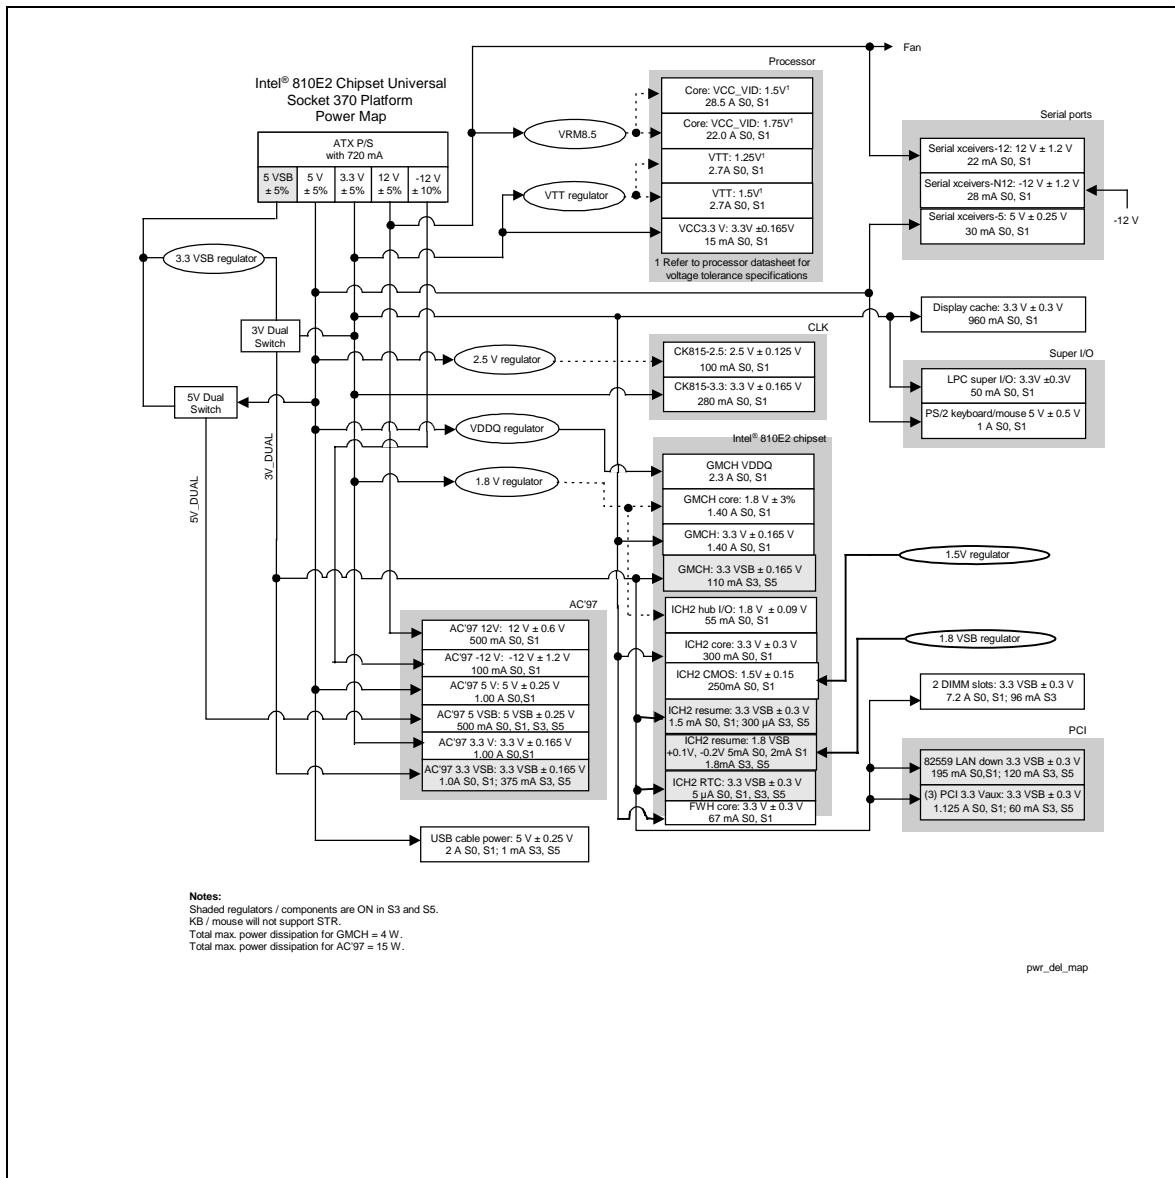 Fan
Processor
Intel® 810E2 Chipset Universal
Socket 370 Platform
Power Map
ATX P/S
with 720 mA
5 VSB
± 5%
5 V
± 5%
3.3 V
± 5%
12 V
± 5%
-12 V
± 10%
VRM8.5
VTT regulator
Core: VCC_VID: 1.5V¹
28.5 A S0, S1
Core: VCC_VID: 1.75V¹
22.0 A S0, S1
VTT: 1.25V¹
2.7A S0, S1
VTT: 1.5V¹
2.7A S0, S1
VCC3.3 V: 3.3V ±0.165V
15 mA S0, S1
1 Refer to processor datasheet for
voltage tolerance specifications
Serial ports
Serial xceivers-12: 12 V ± 1.2 V
22 mA S0, S1
Serial xceivers-N12: -12 V ± 1.2 V
28 mA S0, S1
Serial xceivers-5: 5 V ± 0.25 V
30 mA S0, S1
-12 V
3.3 VSB regulator
3V Dual
Switch
5V Dual
Switch
Display cache: 3.3 V ± 0.3 V
960 mA S0, S1
CLK
2.5 V regulator
CK815-2.5: 2.5 V ± 0.125 V
100 mA S0, S1
CK815-3.3: 3.3 V ± 0.165 V
280 mA S0, S1
Super I/O
LPC super I/O: 3.3V ±0.3V
50 mA S0, S1
PS/2 keyboard/mouse 5 V ± 0.5 V
1 A S0, S1
VDDQ regulator
1.8 V regulator
3V_DUAL
5V_DUAL
Intel® 810E2 chipset
GMCH VDDQ
2.3 A S0, S1
GMCH core: 1.8 V ± 3%
1.40 A S0, S1
GMCH: 3.3 V ± 0.165 V
1.40 A S0, S1
GMCH: 3.3 VSB ± 0.165 V
110 mA S3, S5
ICH2 hub I/O: 1.8 V ± 0.09 V
55 mA S0, S1
ICH2 core: 3.3 V ± 0.3 V
300 mA S0, S1
ICH2 CMOS: 1.5V ± 0.15
250mA S0, S1
ICH2 resume: 3.3 VSB ± 0.3 V
1.5 mA S0, S1; 300 µA S3, S5
ICH2 resume: 1.8 VSB
+0.1V, -0.2V 5mA S0, 2mA S1
1.8mA S3, S5
ICH2 RTC: 3.3 VSB ± 0.3 V
5 µA S0, S1, S3, S5
FWH core: 3.3 V ± 0.3 V
67 mA S0, S1
1.5V regulator
1.8 VSB regulator
2 DIMM slots: 3.3 VSB ± 0.3 V
7.2 A S0, S1; 96 mA S3
PCI
82559 LAN down 3.3 VSB ± 0.3 V
195 mA S0,S1; 120 mA S3, S5
(3) PCI 3.3 Vaux: 3.3 VSB ± 0.3 V
1.125 A S0, S1; 60 mA S3, S5
AC'97
AC'97 12V: 12 V ± 0.6 V
500 mA S0, S1
AC'97 -12 V: -12 V ± 1.2 V
100 mA S0, S1
AC'97 5 V: 5 V ± 0.25 V
1.00 A S0,S1
AC'97 5 VSB: 5 VSB ± 0.25 V
500 mA S0, S1, S3, S5
AC'97 3.3 V: 3.3 V ± 0.165 V
1.00 A S0,S1
AC'97 3.3 VSB: 3.3 VSB ± 0.165 V
1.0A S0, S1; 375 mA S3, S5
USB cable power: 5 V ± 0.25 V
2 A S0, S1; 1 mA S3, S5
Notes:
Shaded regulators / components are ON in S3 and S5.
KB / mouse will not support STR.
Total max. power dissipation for GMCH = 4 W.
Total max. power dissipation for AC'97 = 15 W.
pwr_del_map